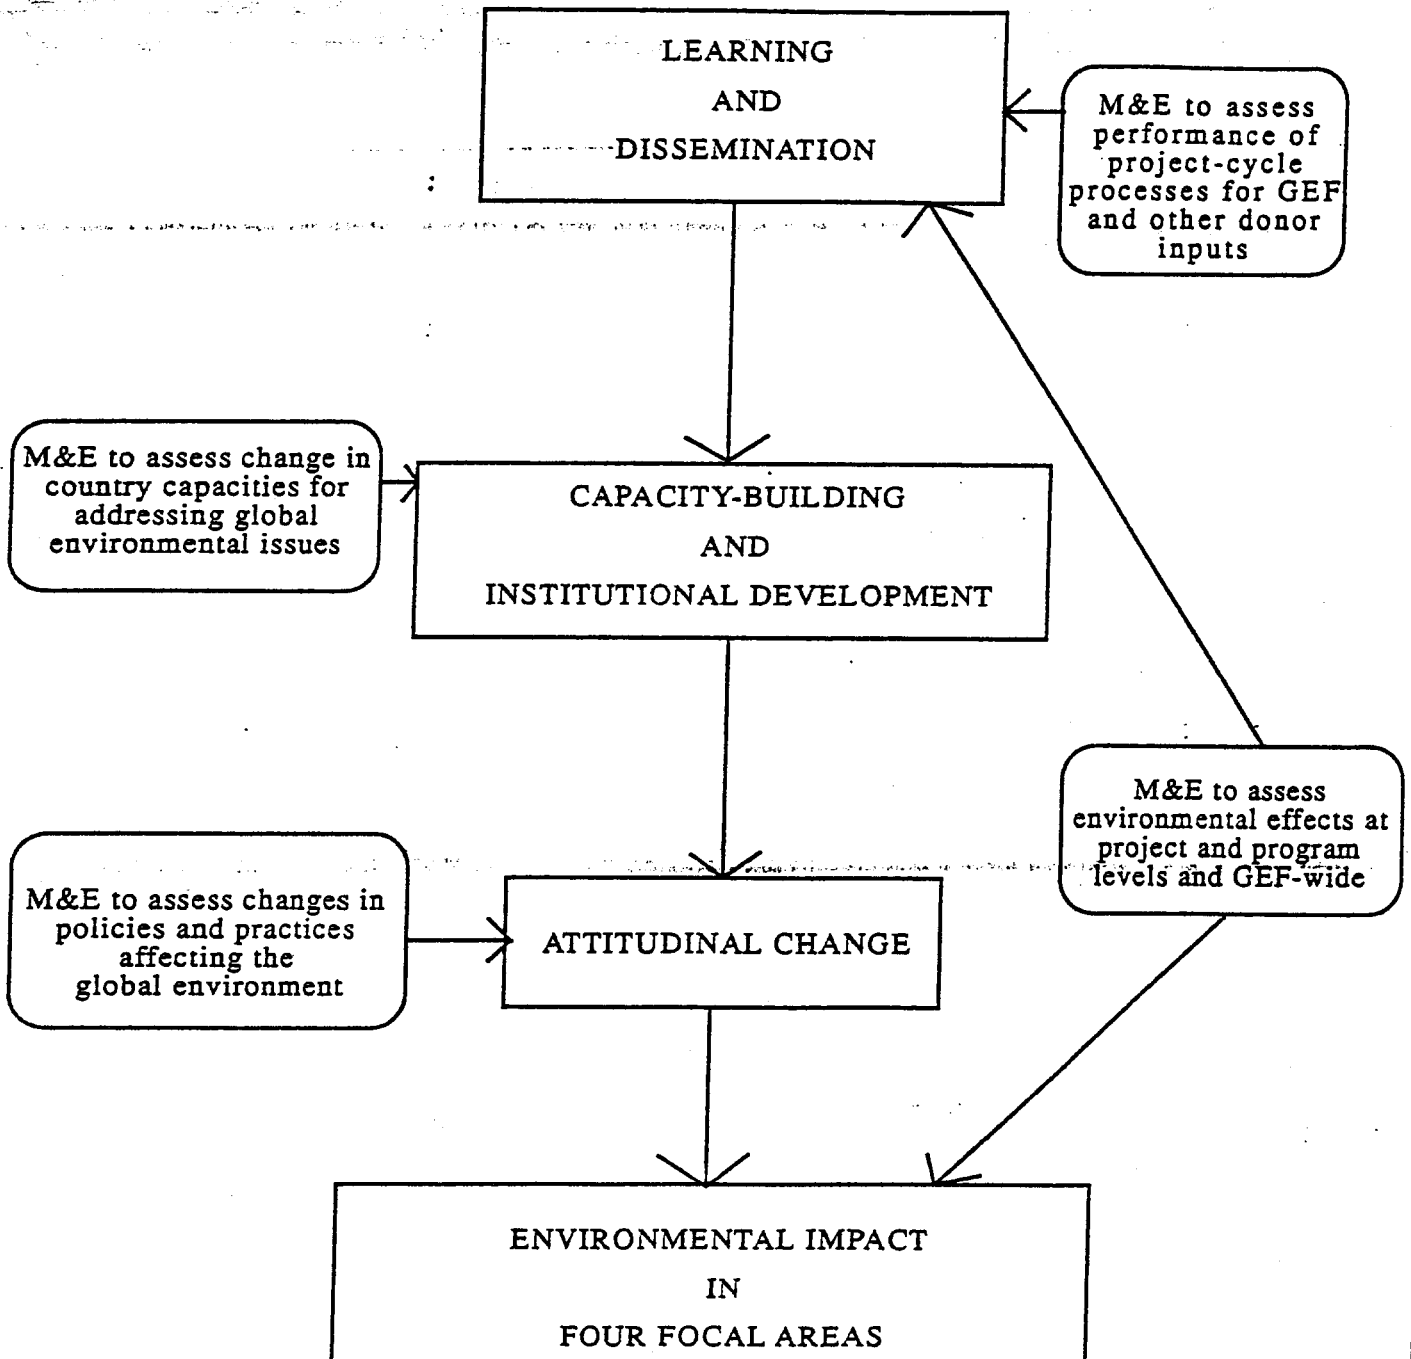 LEARNING
AND
DISSEMINATION
M&E to assess
performance of
project-cycle
processes for GEF
and other donor
inputs
M&E to assess change in
country capacities for
addressing global
environmental issues
CAPACITY-BUILDING
AND
INSTITUTIONAL DEVELOPMENT
M&E to assess
environmental effects at
project and program
levels and GEF-wide
M&E to assess changes in
policies and practices
affecting the
global environment
ATTITUDINAL CHANGE
ENVIRONMENTAL IMPACT
IN
FOUR FOCAL AREAS